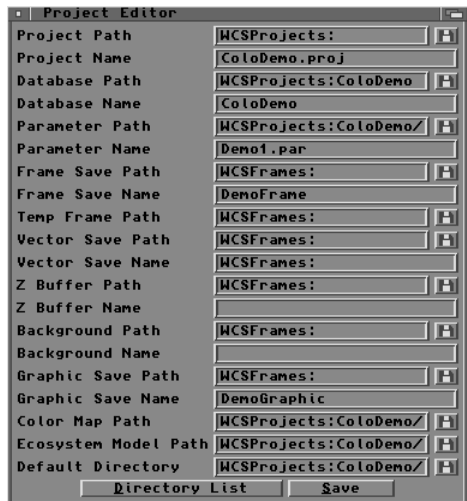 Project Editor
Project Path WCSProjects:
Project Name ColoDemo.proj
Database Path WCSProjects:ColoDemo
Database Name ColoDemo
Parameter Path WCSProjects:ColoDemo/
Parameter Name Demo1.par
Frame Save Path WCSFrames:
Frame Save Name DemoFrame
Temp Frame Path WCSFrames:
Vector Save Path WCSFrames:
Vector Save Name WCSFrames:
Z Buffer Path WCSFrames:
Z Buffer Name
Background Path WCSFrames:
Background Name
Graphic Save Path WCSFrames:
Graphic Save Name DemoGraphic
Color Map Path WCSProjects:ColoDemo/
Ecosystem Model Path WCSProjects:ColoDemo/
Default Directory WCSProjects:ColoDemo/
Directory List Save